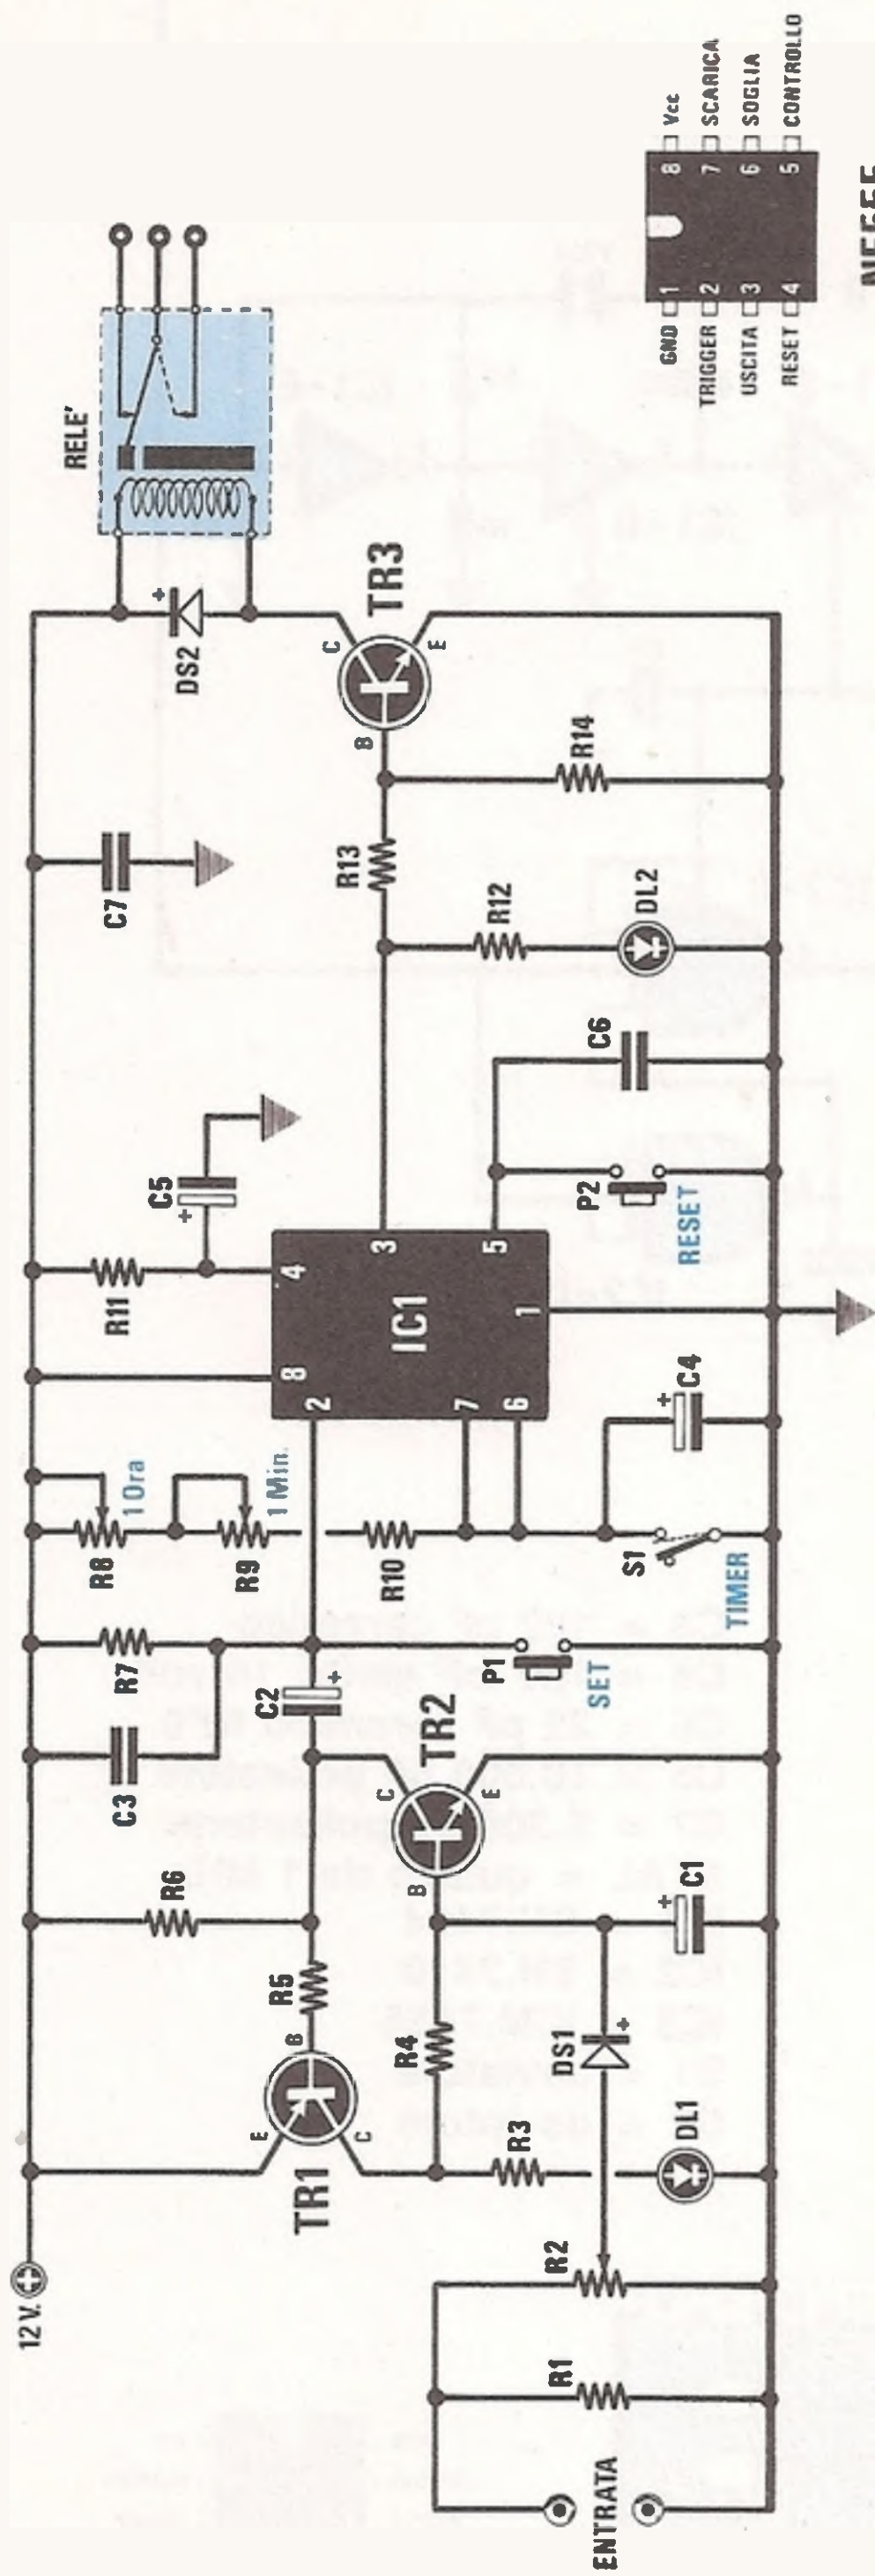 12 V.
ENTRATA
R1
R2
R3
DL1
TR1
E
C
B
R4
DS1
+
C1
+
R5
R6
C3
R7
C2
+
TR2
B
C
E
P1
SET
R8
1 Ora
R9
1 Min.
R10
S1
TIMER
C4
+
R11
C5
+
IC1
2
8
4
7
6
3
5
1
P2
RESET
C6
R12
DL2
R13
R14
C7
DS2
+
TR3
B
C
E
RELE'
GND 1
TRIGGER 2
USCITA 3
RESET 4
8 Vcc
7 SCARICA
6 SOGLIA
5 CONTROLLO